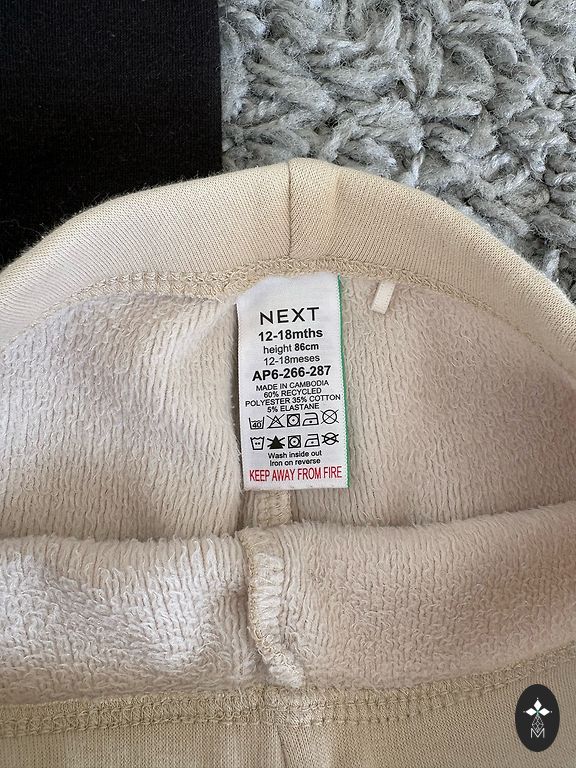 NEXT
12-18mths
height 86cm
12-18meses
AP6-266-287
MADE IN CAMBODIA
60% RECYCLED
POLYESTER 35% COTTON
5% ELASTANE
40
Wash inside out
Iron on reverse
KEEP AWAY FROM FIRE
M